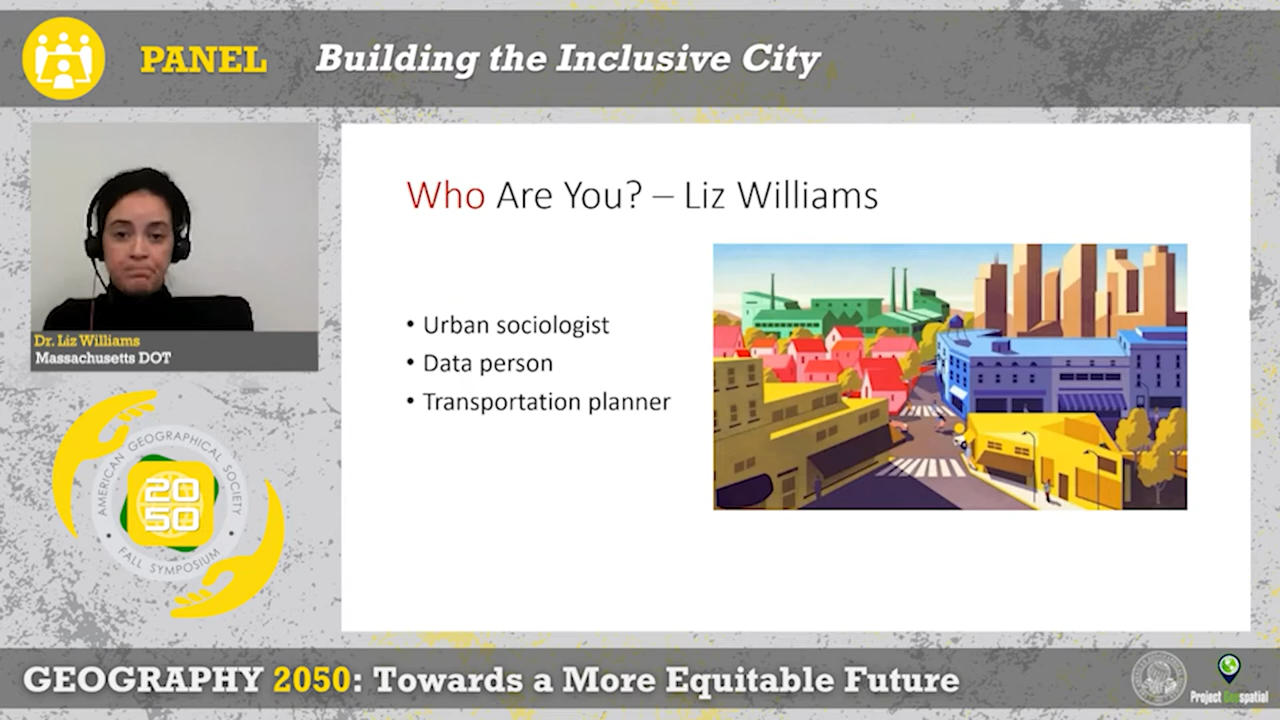 PANEL Building the Inclusive City
Who Are You? – Liz Williams
• Urban sociologist
• Data person
• Transportation planner
Dr. Liz Williams
Massachusetts DOT
AMERICAN GEOGRAPHICAL SOCIETY
2050
FALL SYMPOSIUM
GEOGRAPHY 2050: Towards a More Equitable Future
Project Geospatial